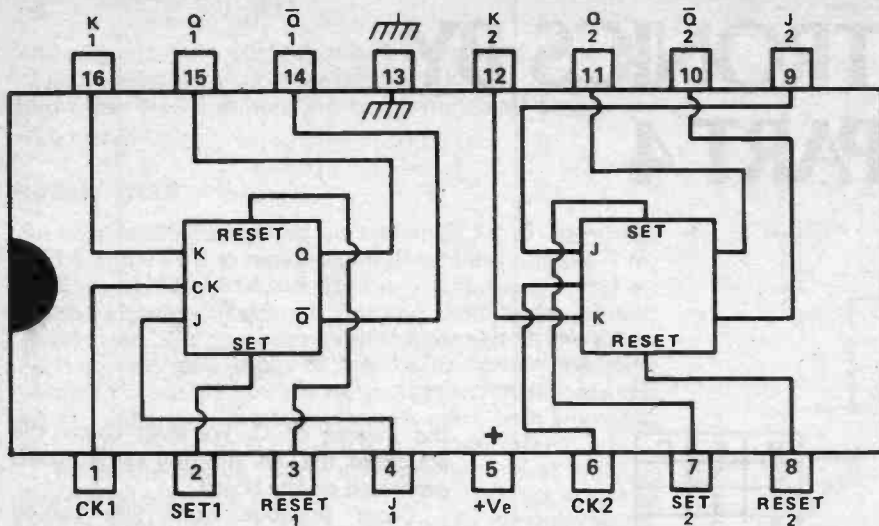 K Q Q̅ K Q Q̅ J
1 1 1 2 2 2 2
16 15 14 13 12 11 10 9
RESET SET
K Q J
CK
J Q̅ K
SET RESET
+
1 2 3 4 5 6 7 8
CK1 SET1 RESET J +Ve CK2 SET RESET
1 1 2 2